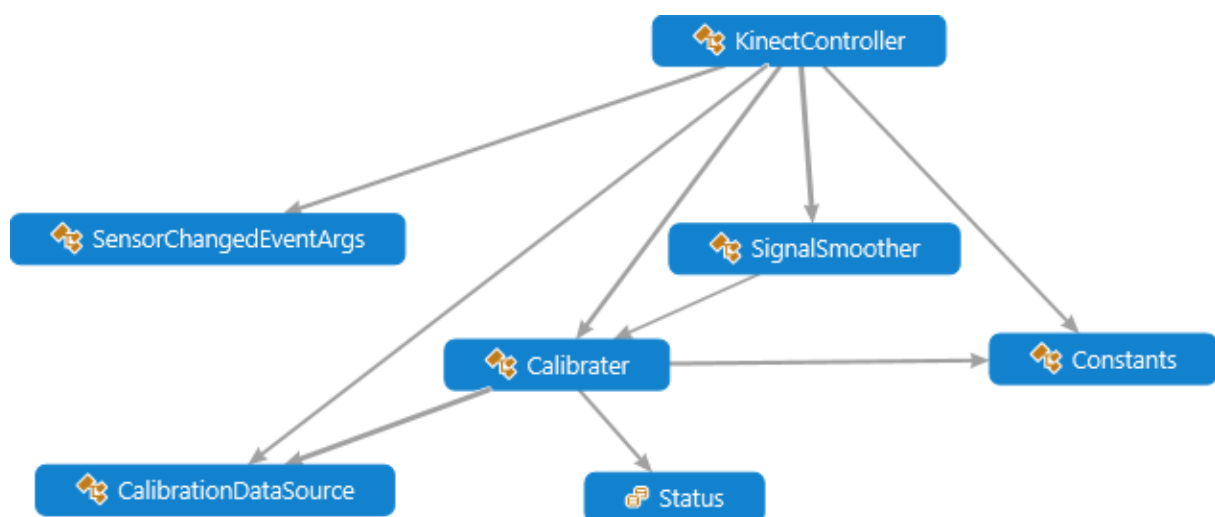 KinectController
SensorChangedEventArgs
SignalSmoother
Calibrater
Constants
CalibrationDataSource
Status